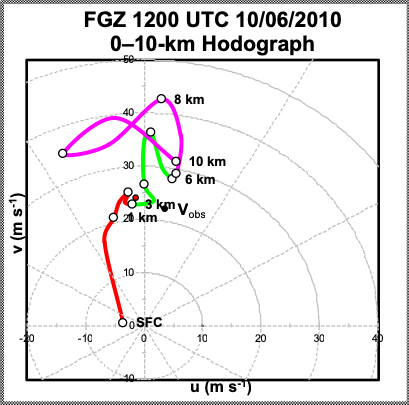 FGZ 1200 UTC 10/06/2010
0–10-km Hodograph
50
40
8 km
30
10 km
6 km
3 km
Vobs
1 km
20
10
SFC
0
-20 -10 0 10 20 30 40
-10
v (m s-1)
u (m s-1)